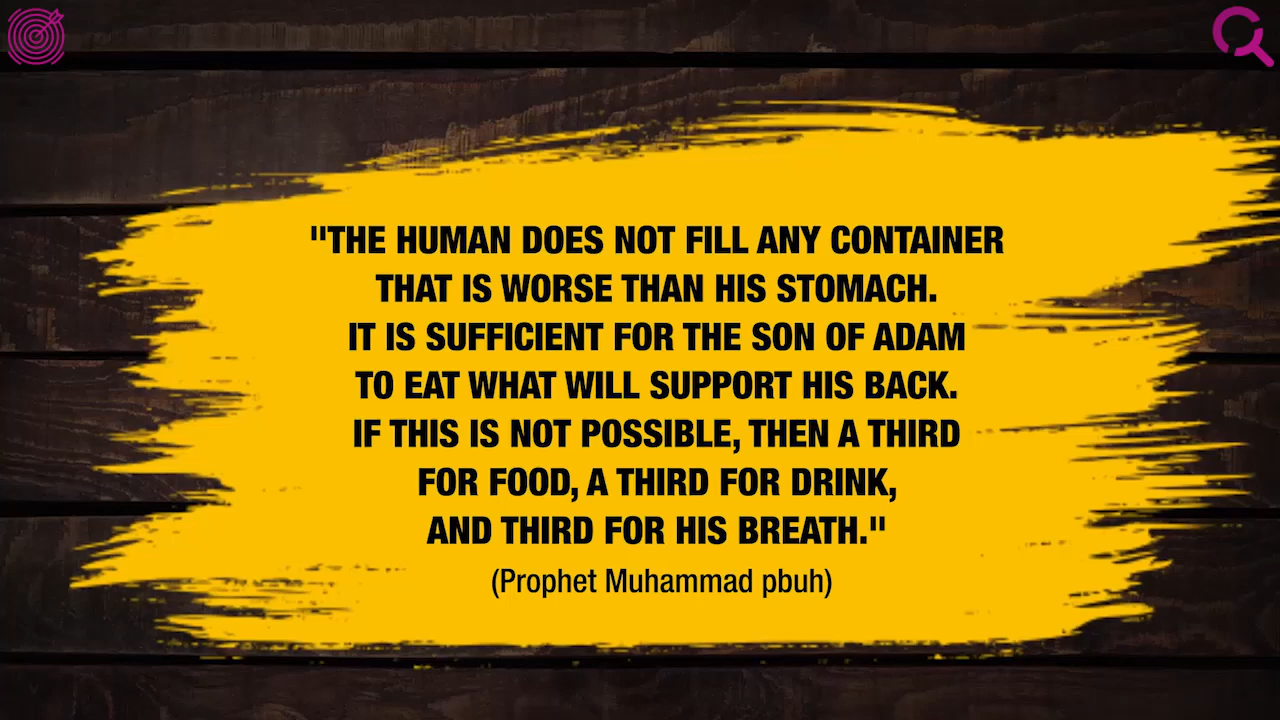 "THE HUMAN DOES NOT FILL ANY CONTAINER
THAT IS WORSE THAN HIS STOMACH.
IT IS SUFFICIENT FOR THE SON OF ADAM
TO EAT WHAT WILL SUPPORT HIS BACK.
IF THIS IS NOT POSSIBLE, THEN A THIRD
FOR FOOD, A THIRD FOR DRINK,
AND THIRD FOR HIS BREATH."
(Prophet Muhammad pbuh)